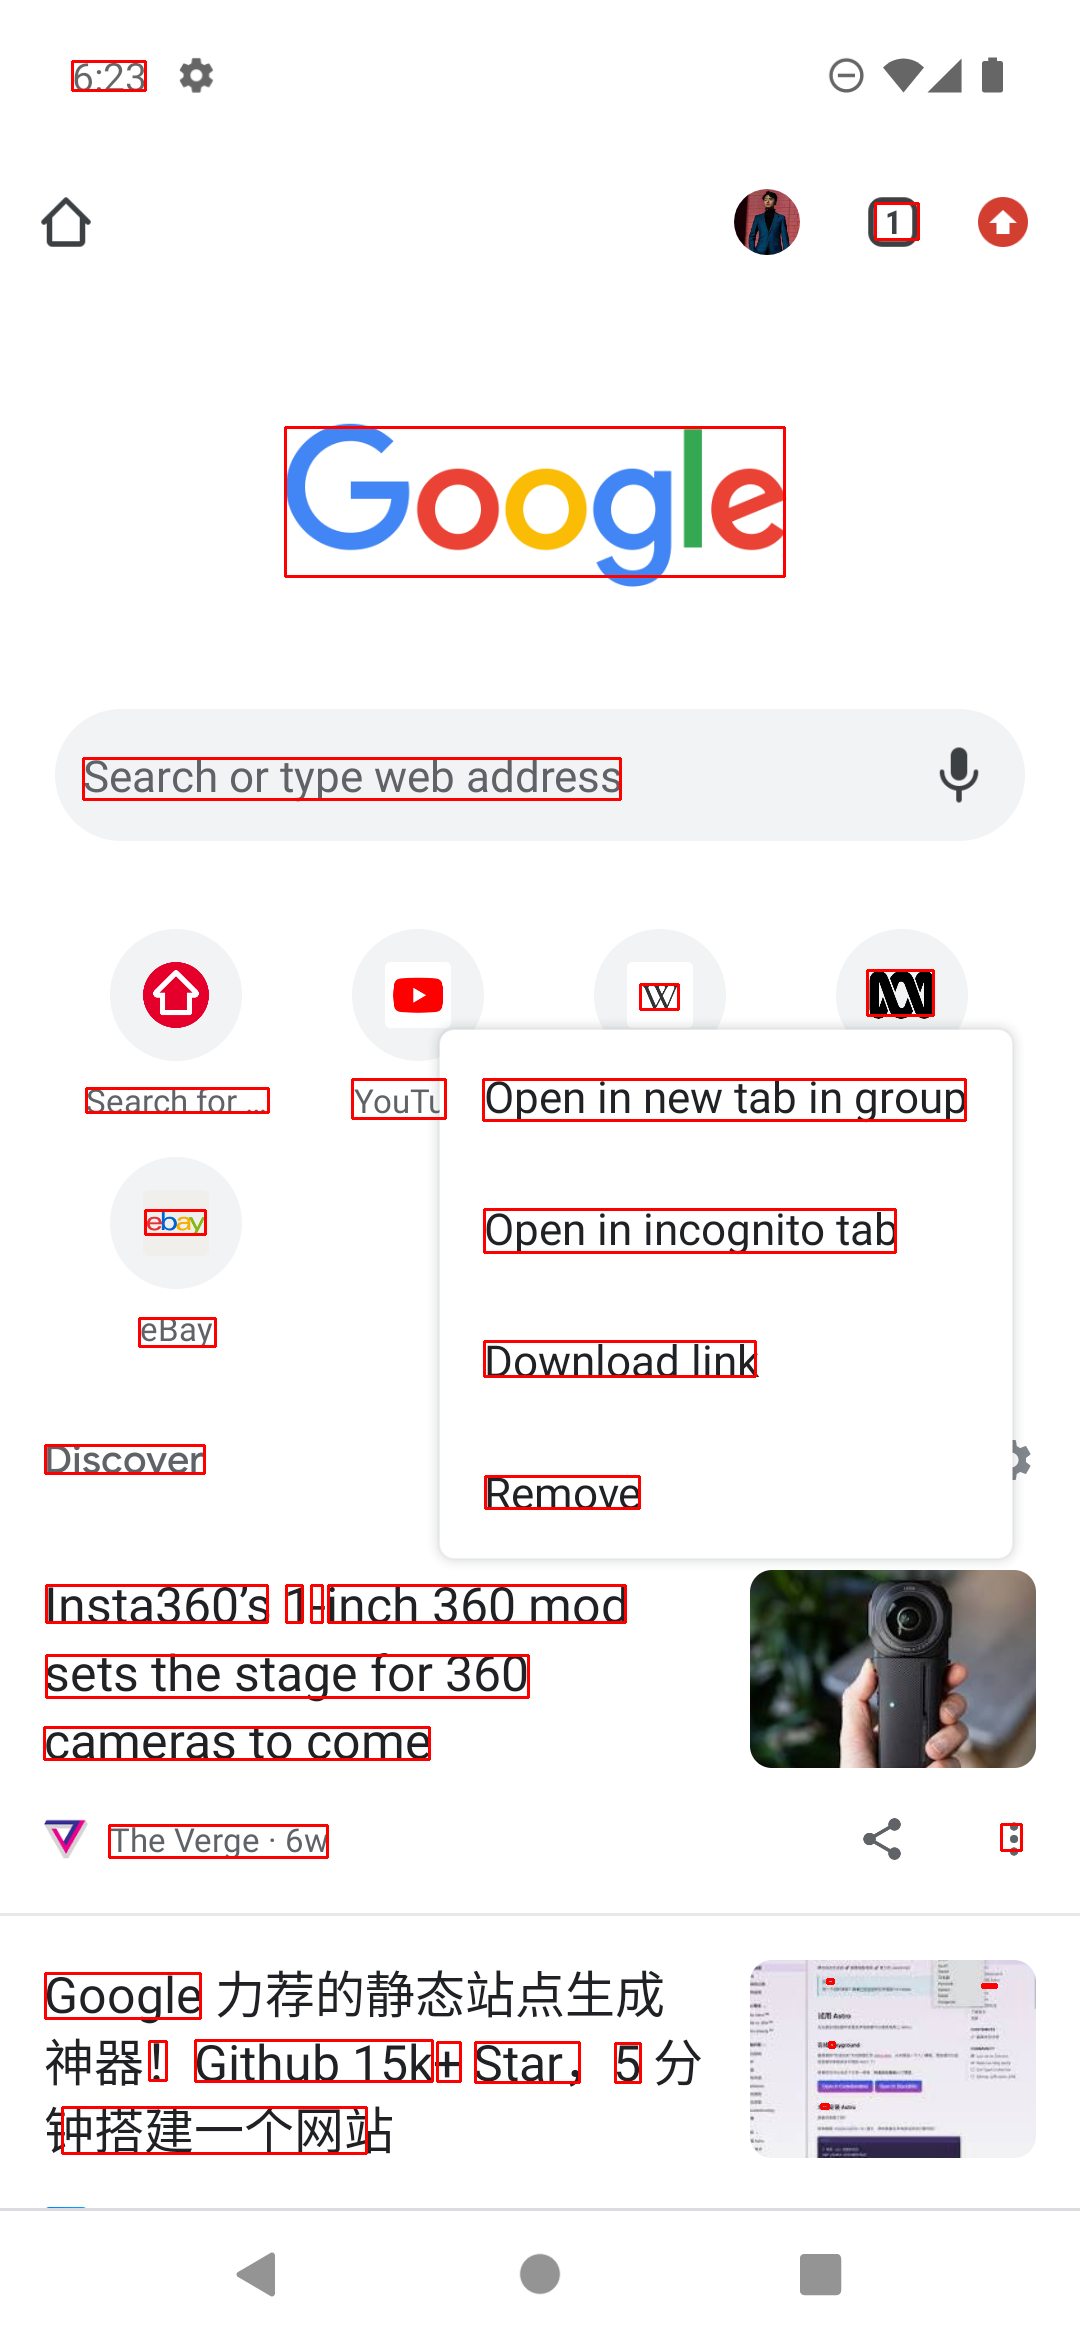 6:23
1
Google
Search or type web address
W
Search for ...
YouTu
Open in new tab in group
ebay
Open in incognito tab
eBay
Download link
Discover
Remove
Insta360’s 1-inch 360 mod
sets the stage for 360
cameras to come
The Verge · 6w
Google 力荐的静态站点生成
神器！Github 15k+ Star，5 分
钟搭建一个网站
试用 Astro